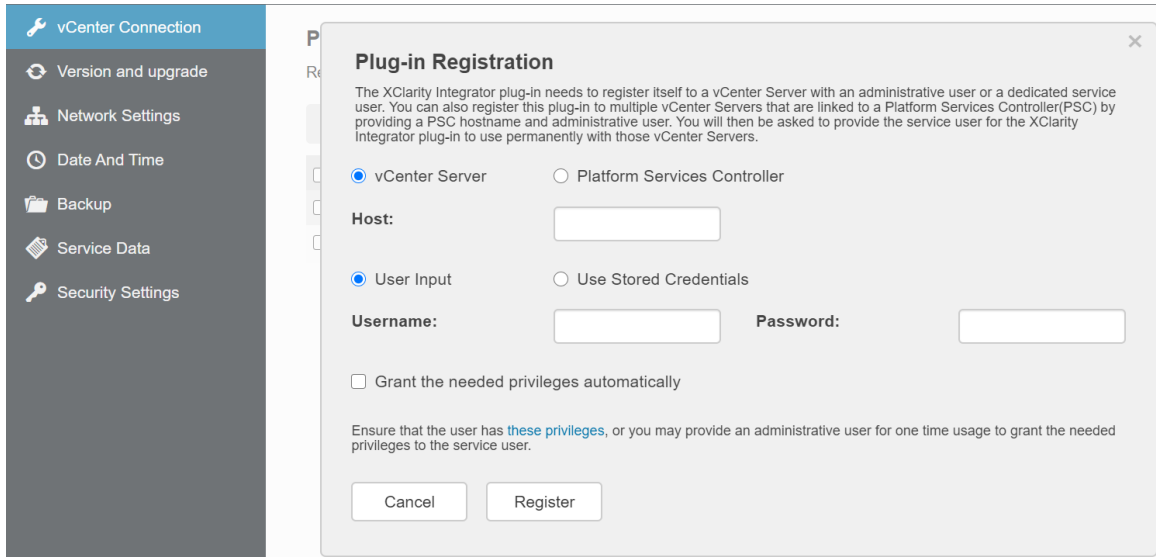 vCenter Connection
Version and upgrade
Network Settings
Date And Time
Backup
Service Data
Security Settings
P
Re
×
Plug-in Registration
The XClarity Integrator plug-in needs to register itself to a vCenter Server with an administrative user or a dedicated service
user. You can also register this plug-in to multiple vCenter Servers that are linked to a Platform Services Controller(PSC) by
providing a PSC hostname and administrative user. You will then be asked to provide the service user for the XClarity
Integrator plug-in to use permanently with those vCenter Servers.
vCenter Server Platform Services Controller
Host:
User Input Use Stored Credentials
Username: Password:
Grant the needed privileges automatically
Ensure that the user has these privileges, or you may provide an administrative user for one time usage to grant the needed
privileges to the service user.
Cancel Register